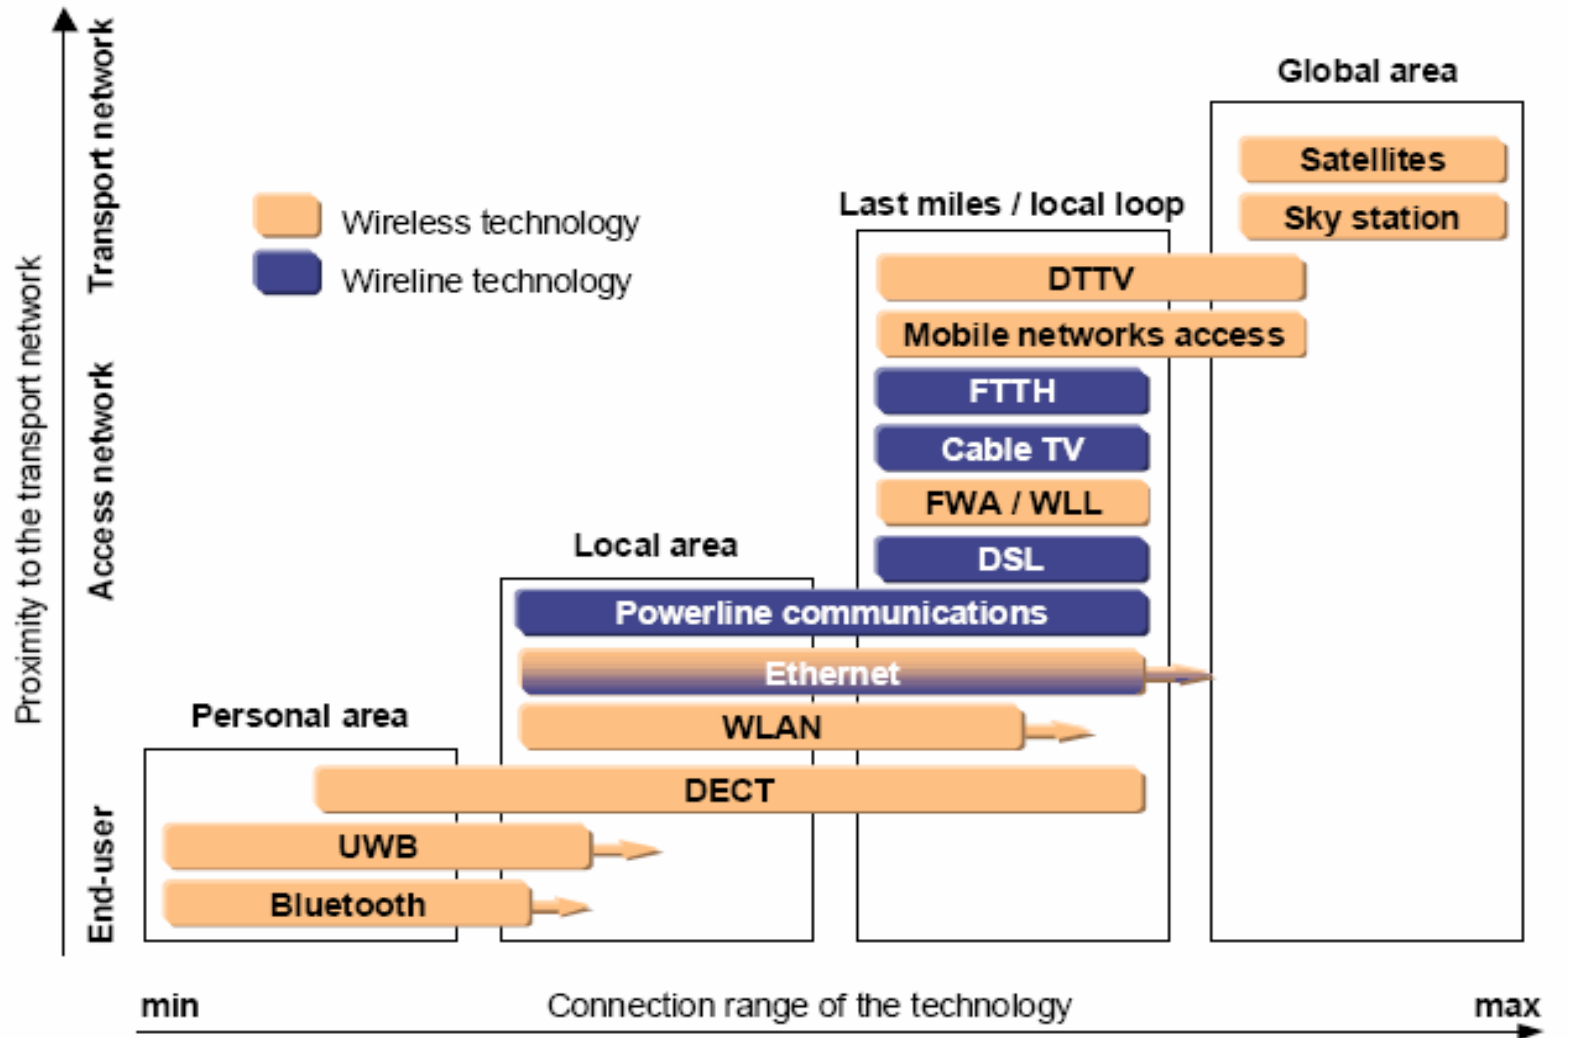 Global area
Satellites
Sky station
Last miles / local loop
DTTV
Mobile networks access
FTTH
Cable TV
FWA / WLL
DSL
Local area
Powerline communications
Ethernet
WLAN
Personal area
DECT
UWB
Bluetooth
Wireless technology
Wireline technology
Proximity to the transport network
Transport network
Access network
End-user
min
Connection range of the technology
max